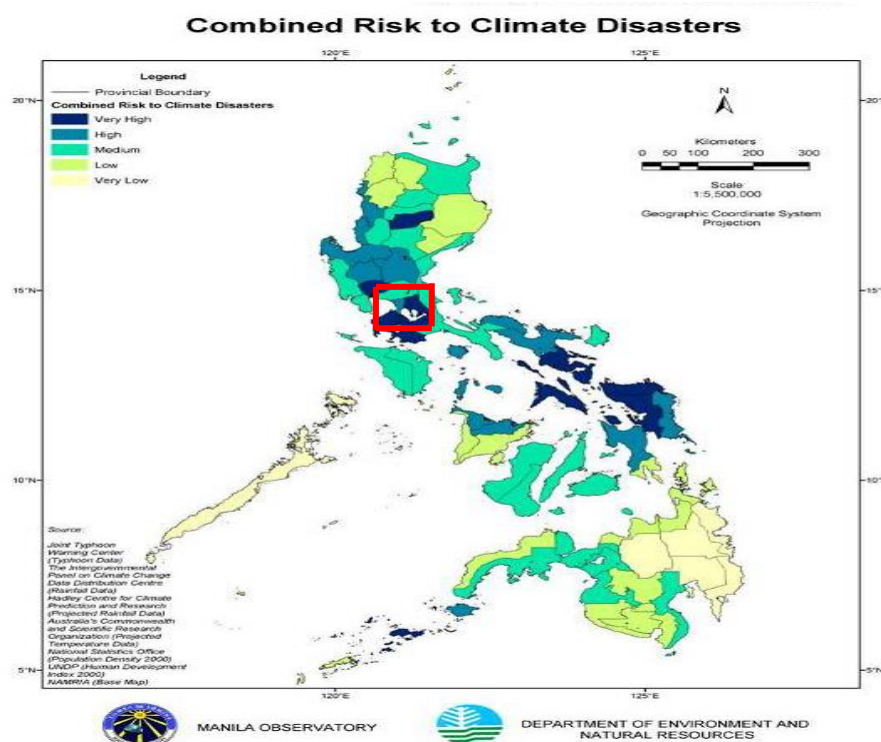 Combined Risk to Climate Disasters
120°E
125°E
20°N
20°N
Legend
Provincial Boundary
Combined Risk to Climate Disasters
Very High
High
Medium
Low
Very Low
N
Kilometers
0 50 100 200 300
Scale:
1:5,500,000
Geographic Coordinate System
Projection
15°N
15°N
10°N
10°N
Source:
Joint Typhoon
Warning Center
(Typhoon Data)
The Intergovernmental
Panel on Climate Change
Data Distribution Centre
(Rainfall Data)
Hadley Centre for Climate
Prediction and Research
(Projected Rainfall Data)
Australia's Commonwealth
and Scientific Research
Organization (Projected
Temperature Data)
National Statistics Office
(Population Density 2000)
UNDP (Human Development
Index 2000)
NAMRIA (Base Map)
5°N
5°N
120°E
125°E
MANILA OBSERVATORY
DEPARTMENT OF ENVIRONMENT AND
NATURAL RESOURCES